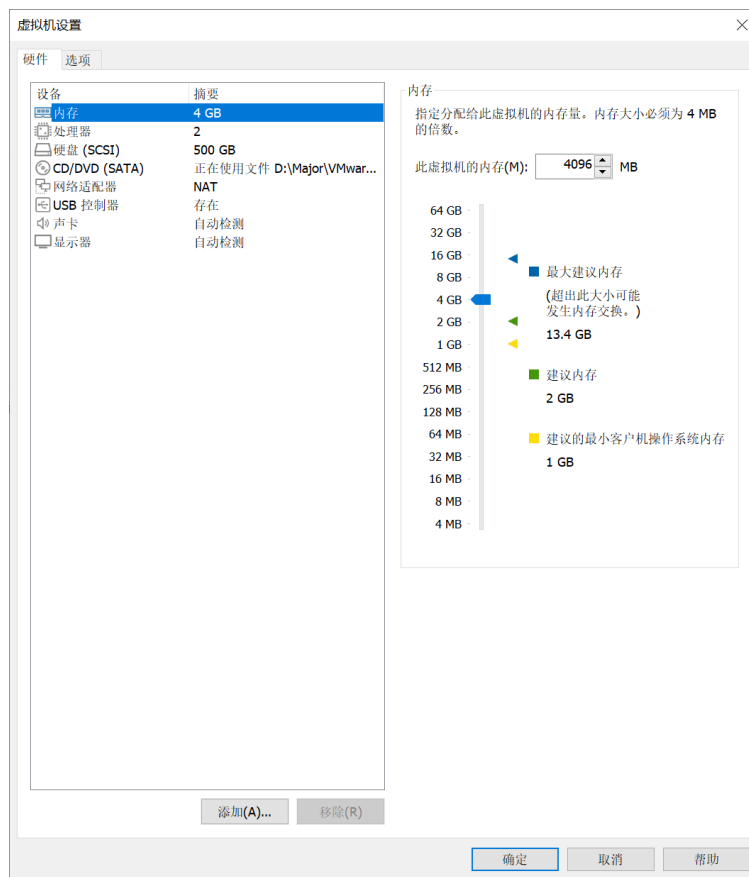 虚拟机设置
硬件 选项
设备 摘要
内存 4 GB
处理器 2
硬盘 (SCSI) 500 GB
CD/DVD (SATA) 正在使用文件 D:\Major\VMwar...
网络适配器 NAT
USB 控制器 存在
声卡 自动检测
显示器 自动检测
添加(A)... 移除(R)
内存
指定分配给此虚拟机的内存量。内存大小必须为 4 MB
的倍数。
此虚拟机的内存(M): 4096 MB
64 GB
32 GB
16 GB
8 GB
4 GB
2 GB
1 GB
512 MB
256 MB
128 MB
64 MB
32 MB
16 MB
8 MB
4 MB
最大建议内存
(超出此大小可能
发生内存交换。)
13.4 GB
建议内存
2 GB
建议的最小客户机操作系统内存
1 GB
确定 取消 帮助